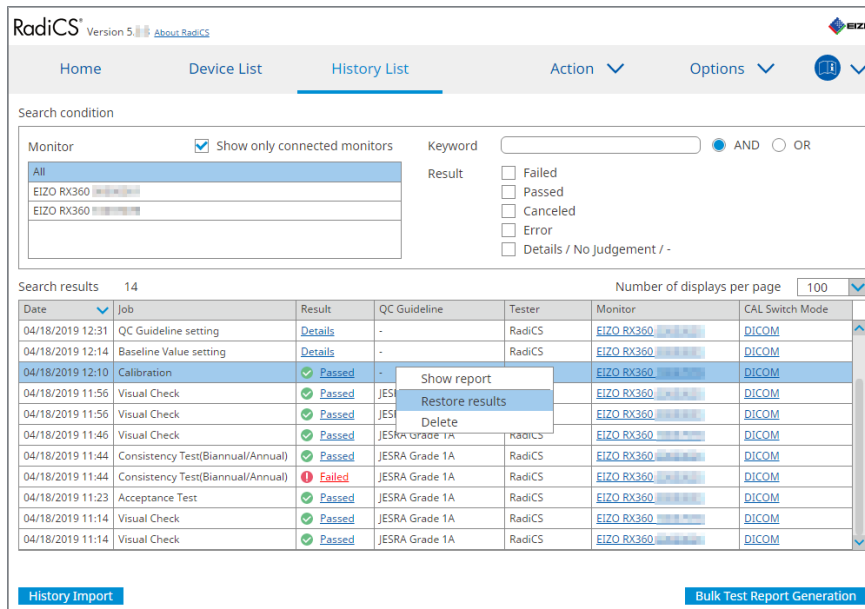 RadiCS® Version 5. About RadiCS
Home Device List History List Action Options
Search condition
Monitor Show only connected monitors Keyword AND OR
All
Result Failed
EIZO RX360
Passed
EIZO RX360
Canceled
Error
Details / No Judgement / -
Search results 14 Number of displays per page 100
Date Job Result QC Guideline Tester Monitor CAL Switch Mode
04/18/2019 12:31 QC Guideline setting Details - RadiCS EIZO RX360 DICOM
04/18/2019 12:14 Baseline Value setting Details - RadiCS EIZO RX360 DICOM
04/18/2019 12:10 Calibration Passed - EIZO RX360 DICOM
Show report
04/18/2019 11:56 Visual Check Passed EIZO RX360 DICOM
Restore results
04/18/2019 11:56 Visual Check Passed EIZO RX360 DICOM
Delete
04/18/2019 11:46 Visual Check Passed JESRA Grade 1A RadiCS EIZO RX360 DICOM
04/18/2019 11:44 Consistency Test(Biannual/Annual) Passed JESRA Grade 1A RadiCS EIZO RX360 DICOM
04/18/2019 11:44 Consistency Test(Biannual/Annual) Failed JESRA Grade 1A RadiCS EIZO RX360 DICOM
04/18/2019 11:23 Acceptance Test Passed JESRA Grade 1A RadiCS EIZO RX360 DICOM
04/18/2019 11:14 Visual Check Passed JESRA Grade 1A RadiCS EIZO RX360 DICOM
04/18/2019 11:14 Visual Check Passed JESRA Grade 1A RadiCS EIZO RX360 DICOM
History Import Bulk Test Report Generation